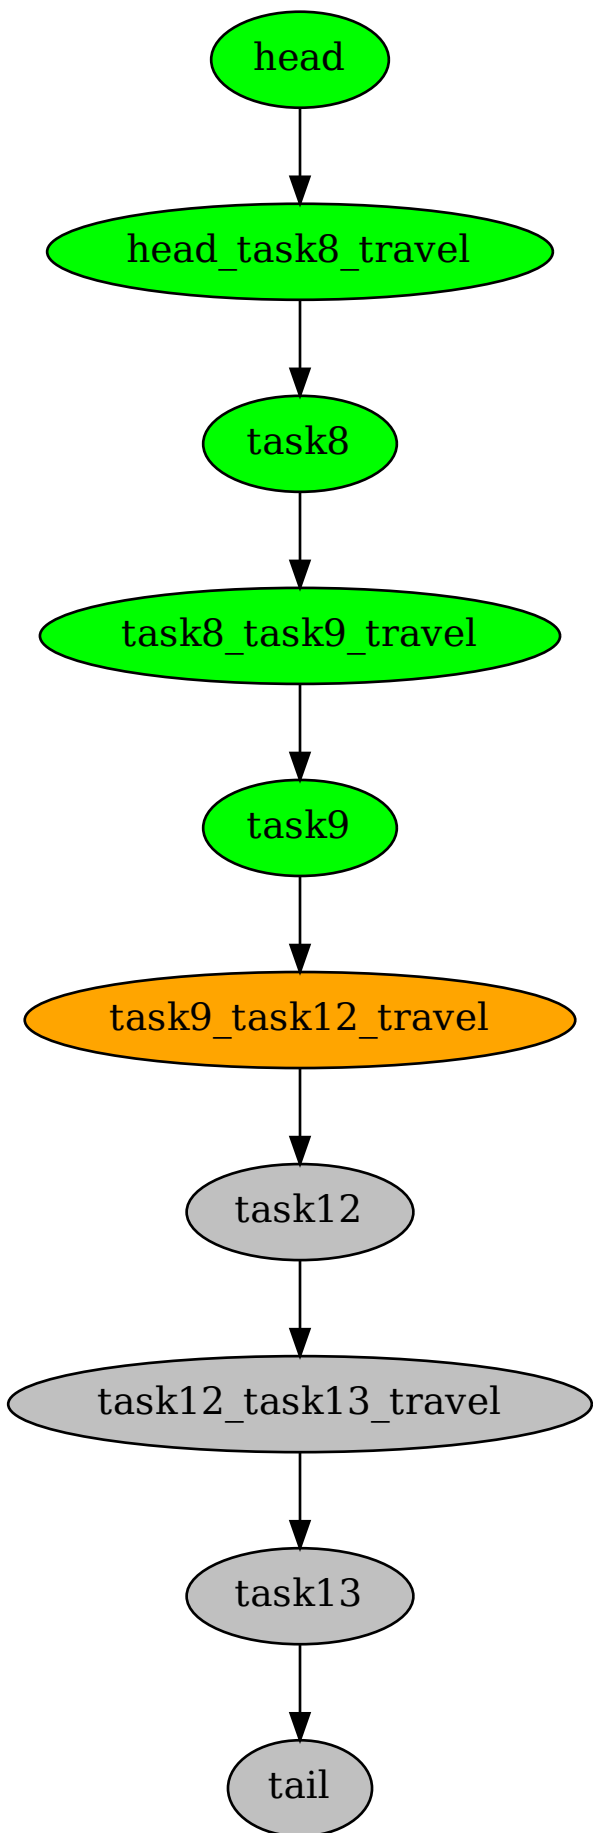 head
head_task8_travel
task8
task8_task9_travel
task9
task9_task12_travel
task12
task12_task13_travel
task13
tail